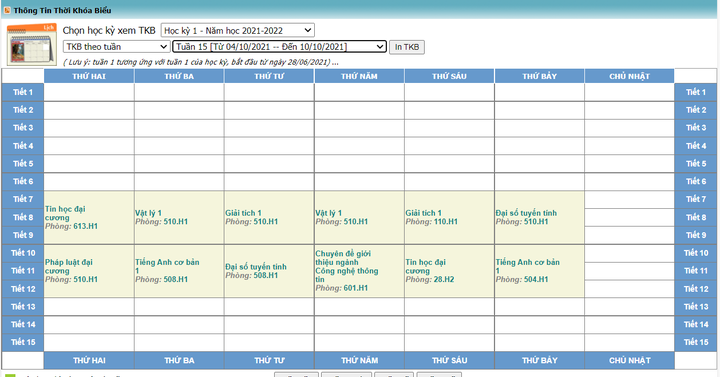 Thông Tin Thời Khóa Biểu
Lịch
Chọn học kỳ xem TKB Học kỳ 1 - Năm học 2021-2022
TKB theo tuần Tuần 15 [Từ 04/10/2021 -- Đến 10/10/2021] In TKB
( Lưu ý: tuần 1 tương ứng với tuần 1 của học kỳ, bắt đầu từ ngày 28/06/2021) ...
THỨ HAI THỨ BA THỨ TƯ THỨ NĂM THỨ SÁU THỨ BẢY CHỦ NHẬT
Tiết 1 Tiết 1
Tiết 2 Tiết 2
Tiết 3 Tiết 3
Tiết 4 Tiết 4
Tiết 5 Tiết 5
Tiết 6 Tiết 6
Tiết 7 Tiết 7
Tiết 8 Tiết 8
Tiết 9 Tiết 9
Tin học đại
cương
Phòng: 613.H1
Vật lý 1
Phòng: 510.H1
Giải tích 1
Phòng: 510.H1
Vật lý 1
Phòng: 510.H1
Giải tích 1
Phòng: 110.H1
Đại số tuyến tính
Phòng: 510.H1
Tiết 10 Tiết 10
Tiết 11 Tiết 11
Tiết 12 Tiết 12
Pháp luật đại
cương
Phòng: 510.H1
Tiếng Anh cơ bản
1
Phòng: 508.H1
Đại số tuyến tính
Phòng: 508.H1
Chuyên đề giới
thiệu ngành
Công nghệ thông
tin
Phòng: 601.H1
Tin học đại
cương
Phòng: 28.H2
Tiếng Anh cơ bản
1
Phòng: 504.H1
Tiết 13 Tiết 13
Tiết 14 Tiết 14
Tiết 15 Tiết 15
THỨ HAI THỨ BA THỨ TƯ THỨ NĂM THỨ SÁU THỨ BẢY CHỦ NHẬT